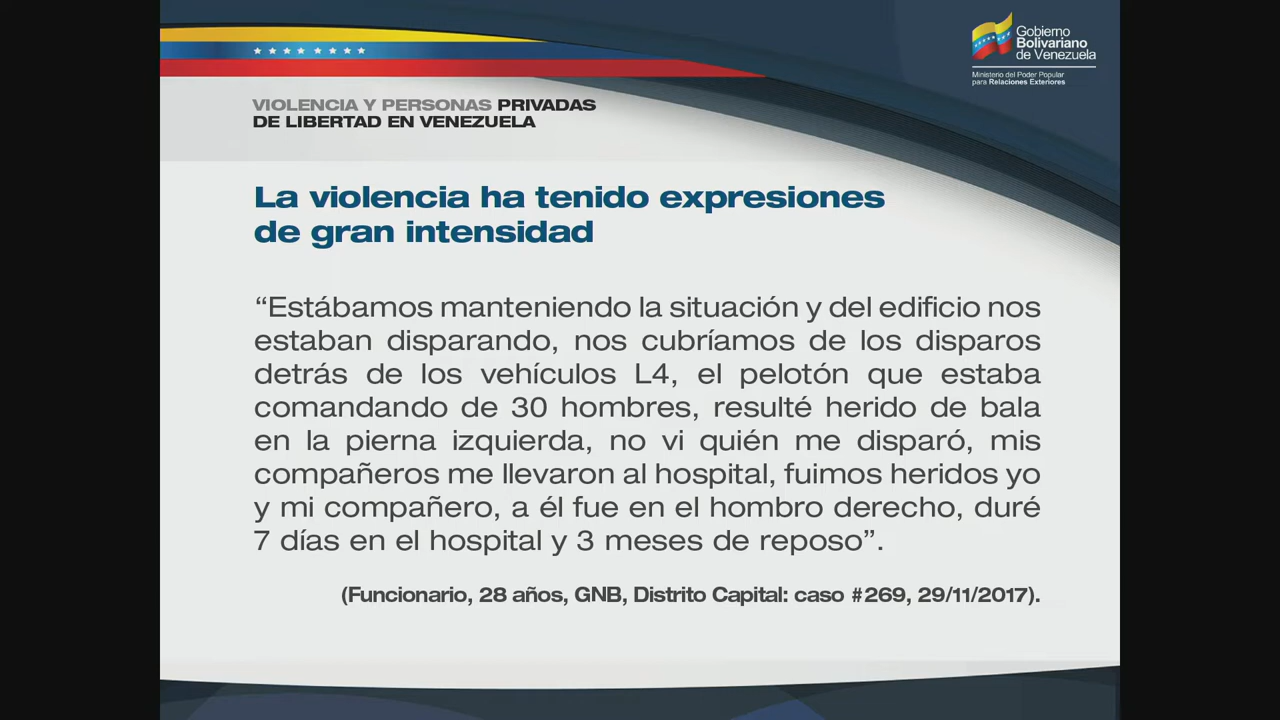 Gobierno
Bolivariano
de Venezuela
Ministerio del Poder Popular
para Relaciones Exteriores
VIOLENCIA Y PERSONAS PRIVADAS
DE LIBERTAD EN VENEZUELA
La violencia ha tenido expresiones
de gran intensidad
“Estábamos manteniendo la situación y del edificio nos
estaban disparando, nos cubríamos de los disparos
detrás de los vehículos L4, el pelotón que estaba
comandando de 30 hombres, resulté herido de bala
en la pierna izquierda, no vi quién me disparó, mis
compañeros me llevaron al hospital, fuimos heridos yo
y mi compañero, a él fue en el hombro derecho, duré
7 días en el hospital y 3 meses de reposo”.
(Funcionario, 28 años, GNB, Distrito Capital: caso #269, 29/11/2017).